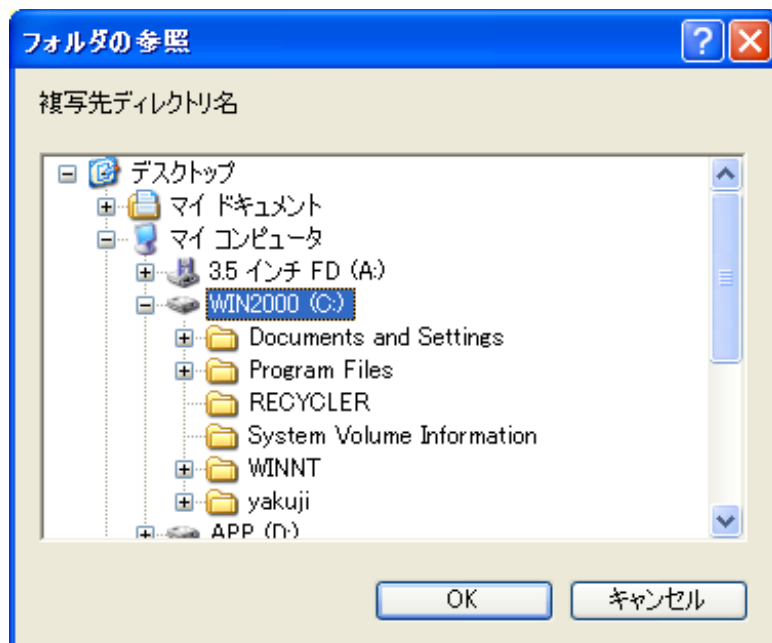 フォルダの参照
複写先ディレクトリ名
デスクトップ
マイ ドキュメント
マイ コンピュータ
3.5 インチ FD (A:)
WIN2000 (C:)
Documents and Settings
Program Files
RECYCLER
System Volume Information
WINNT
yakuji
APP (D:)
OK キャンセル